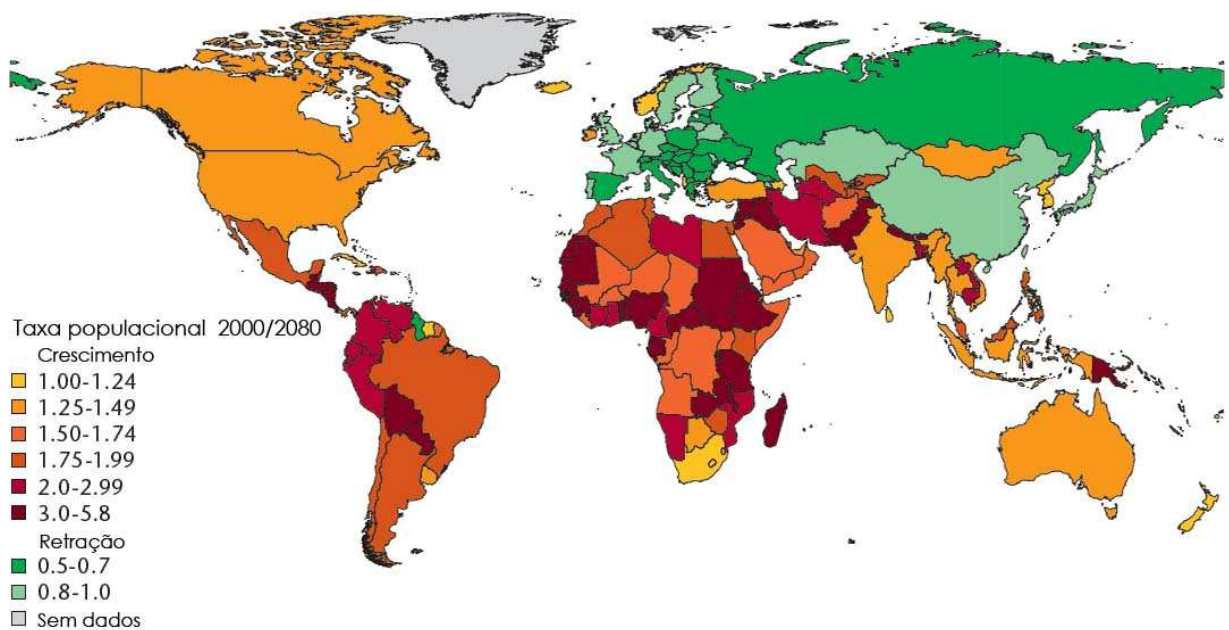 Taxa populacional 2000/2080
Crescimento
1.00-1.24
1.25-1.49
1.50-1.74
1.75-1.99
2.0-2.99
3.0-5.8
Retração
0.5-0.7
0.8-1.0
Sem dados